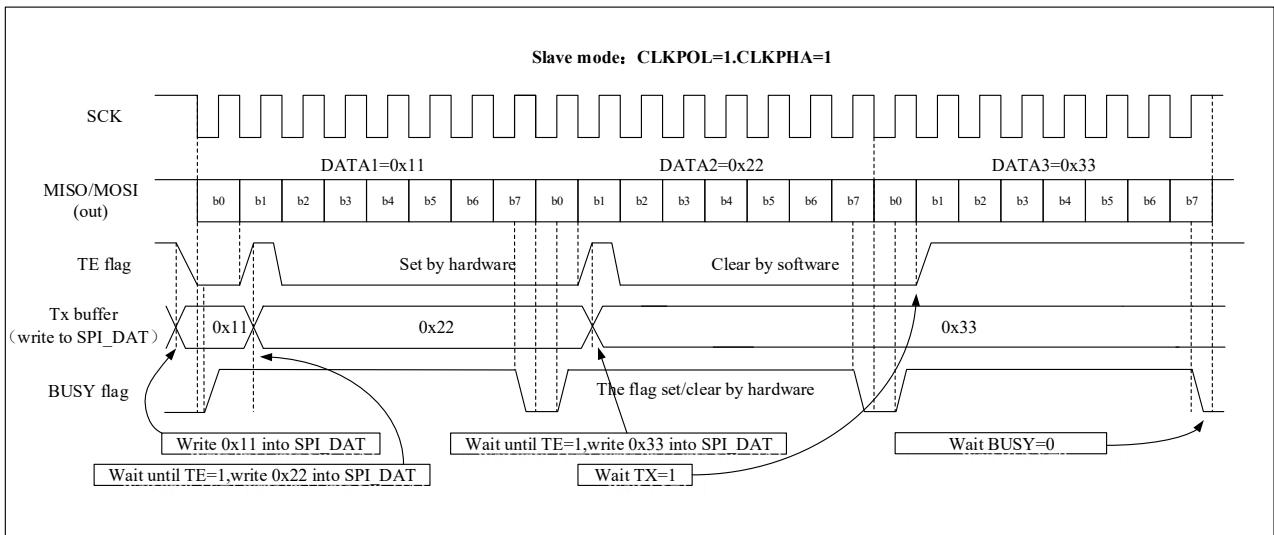 Slave mode：CLKPOL=1.CLKPHA=1
SCK
DATA1=0x11 DATA2=0x22 DATA3=0x33
MISO/MOSI
(out)
b0 b1 b2 b3 b4 b5 b6 b7 b0 b1 b2 b3 b4 b5 b6 b7 b0 b1 b2 b3 b4 b5 b6 b7
TE flag
Set by hardware Clear by software
Tx buffer
（write to SPI_DAT）
0x11 0x22 0x33
BUSY flag
The flag set/clear by hardware
Write 0x11 into SPI_DAT Wait until TE=1,write 0x33 into SPI_DAT Wait BUSY=0
Wait until TE=1,write 0x22 into SPI_DAT Wait TX=1